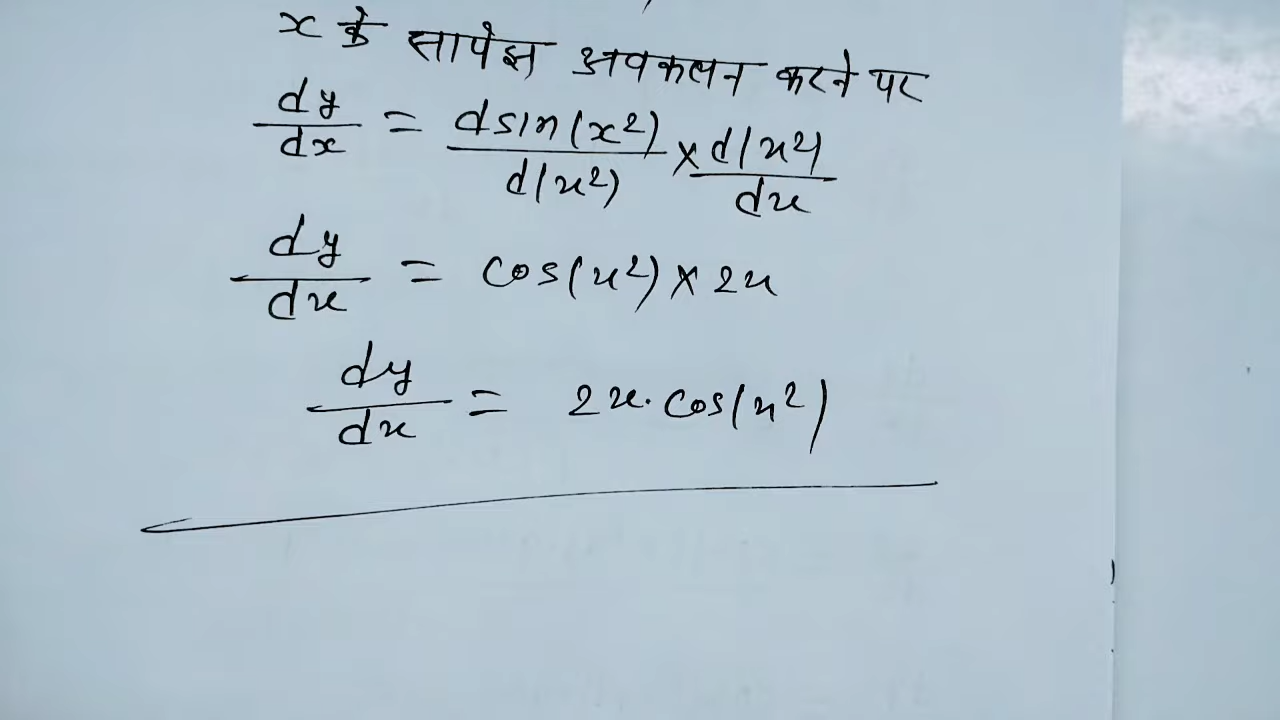 x के सापेक्ष अवकलन करने पर
dy/dx = dsin(x²)/d(x²) × d(x²)/dx
dy/dx = cos(x²) × 2x
dy/dx = 2x. cos(x²)